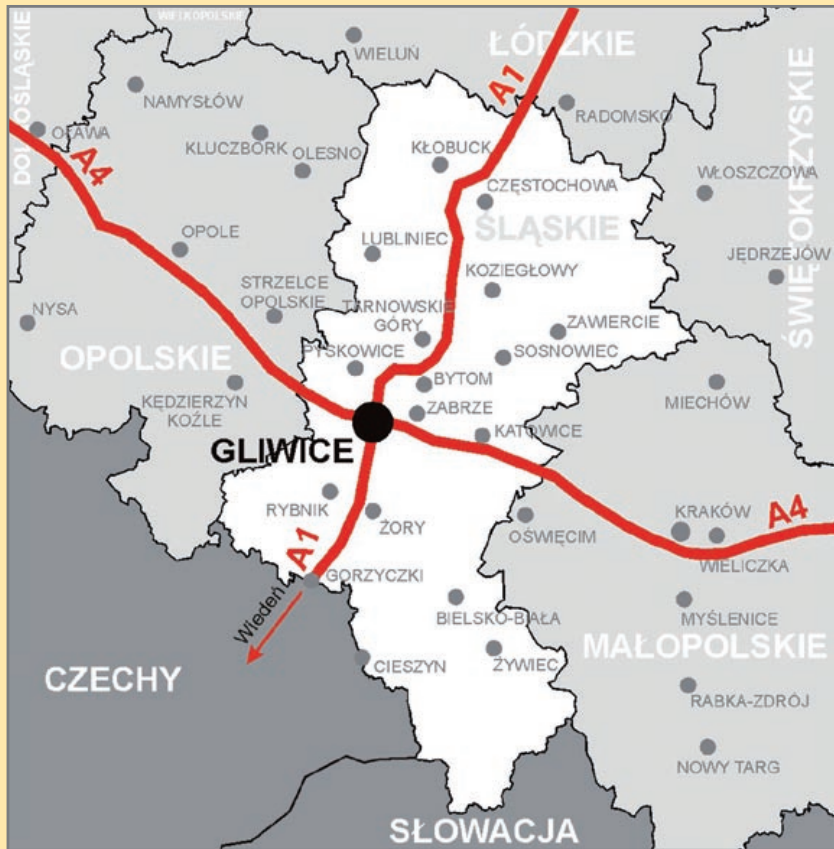 WIELKOPOLSKIE
DOLNOŚLĄSKIE
WIELUŃ
ŁÓDZKIE
A1
NAMYSŁÓW
RADOMSKO
OŁAWA
KLUCZBORK
OLESNO
KŁOBUCK
A4
CZĘSTOCHOWA
WŁOSZCZOWA
ŚWIĘTOKRZYSKIE
ŚLĄSKIE
OPOLE
LUBLINIEC
JĘDRZEJÓW
KOZIEGŁOWY
STRZELCE
OPOLSKIE
NYSA
TARNOWSKIE
GÓRY
ZAWIERCIE
OPOLSKIE
PYSKOWICE
SOSNOWIEC
BYTOM
KĘDZIERZYN
KOŹLE
MIECHÓW
ZABRZE
GLIWICE
KATOWICE
RYBNIK
ŻORY
OŚWIĘCIM
KRAKÓW
A4
A1
WIELICZKA
GORZYCZKI
Wiedeń
BIELSKO-BIAŁA
MYŚLENICE
CIESZYN
ŻYWIEC
MAŁOPOLSKIE
CZECHY
RABKA-ZDRÓJ
NOWY TARG
SŁOWACJA